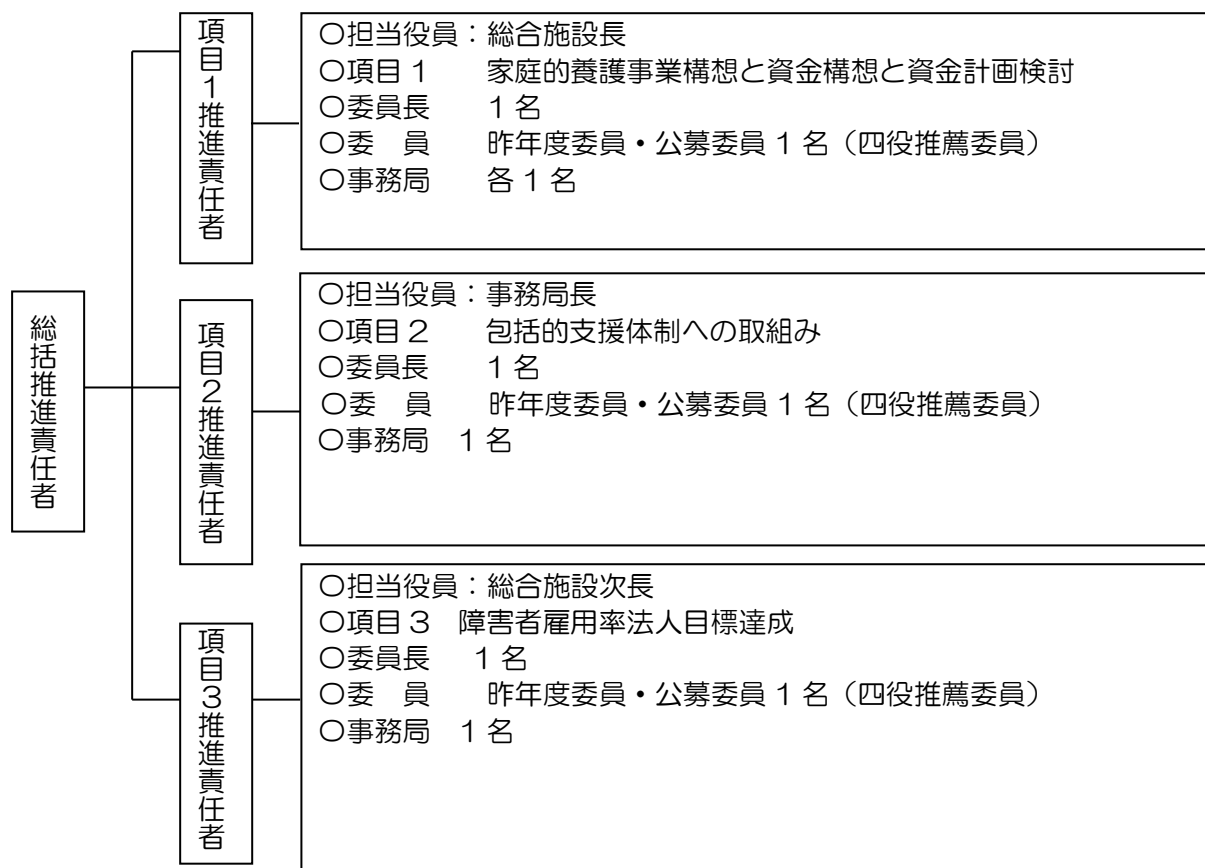 総括推進責任者
項目1推進責任者
○担当役員：総合施設長
○項目1　家庭的養護事業構想と資金構想と資金計画検討
○委員長　1名
○委　員　昨年度委員・公募委員1名（四役推薦委員）
○事務局　各1名
項目2推進責任者
○担当役員：事務局長
○項目2　包括的支援体制への取組み
○委員長　1名
○委　員　昨年度委員・公募委員1名（四役推薦委員）
○事務局　1名
項目3推進責任者
○担当役員：総合施設次長
○項目3　障害者雇用率法人目標達成
○委員長　1名
○委　員　昨年度委員・公募委員1名（四役推薦委員）
○事務局　1名